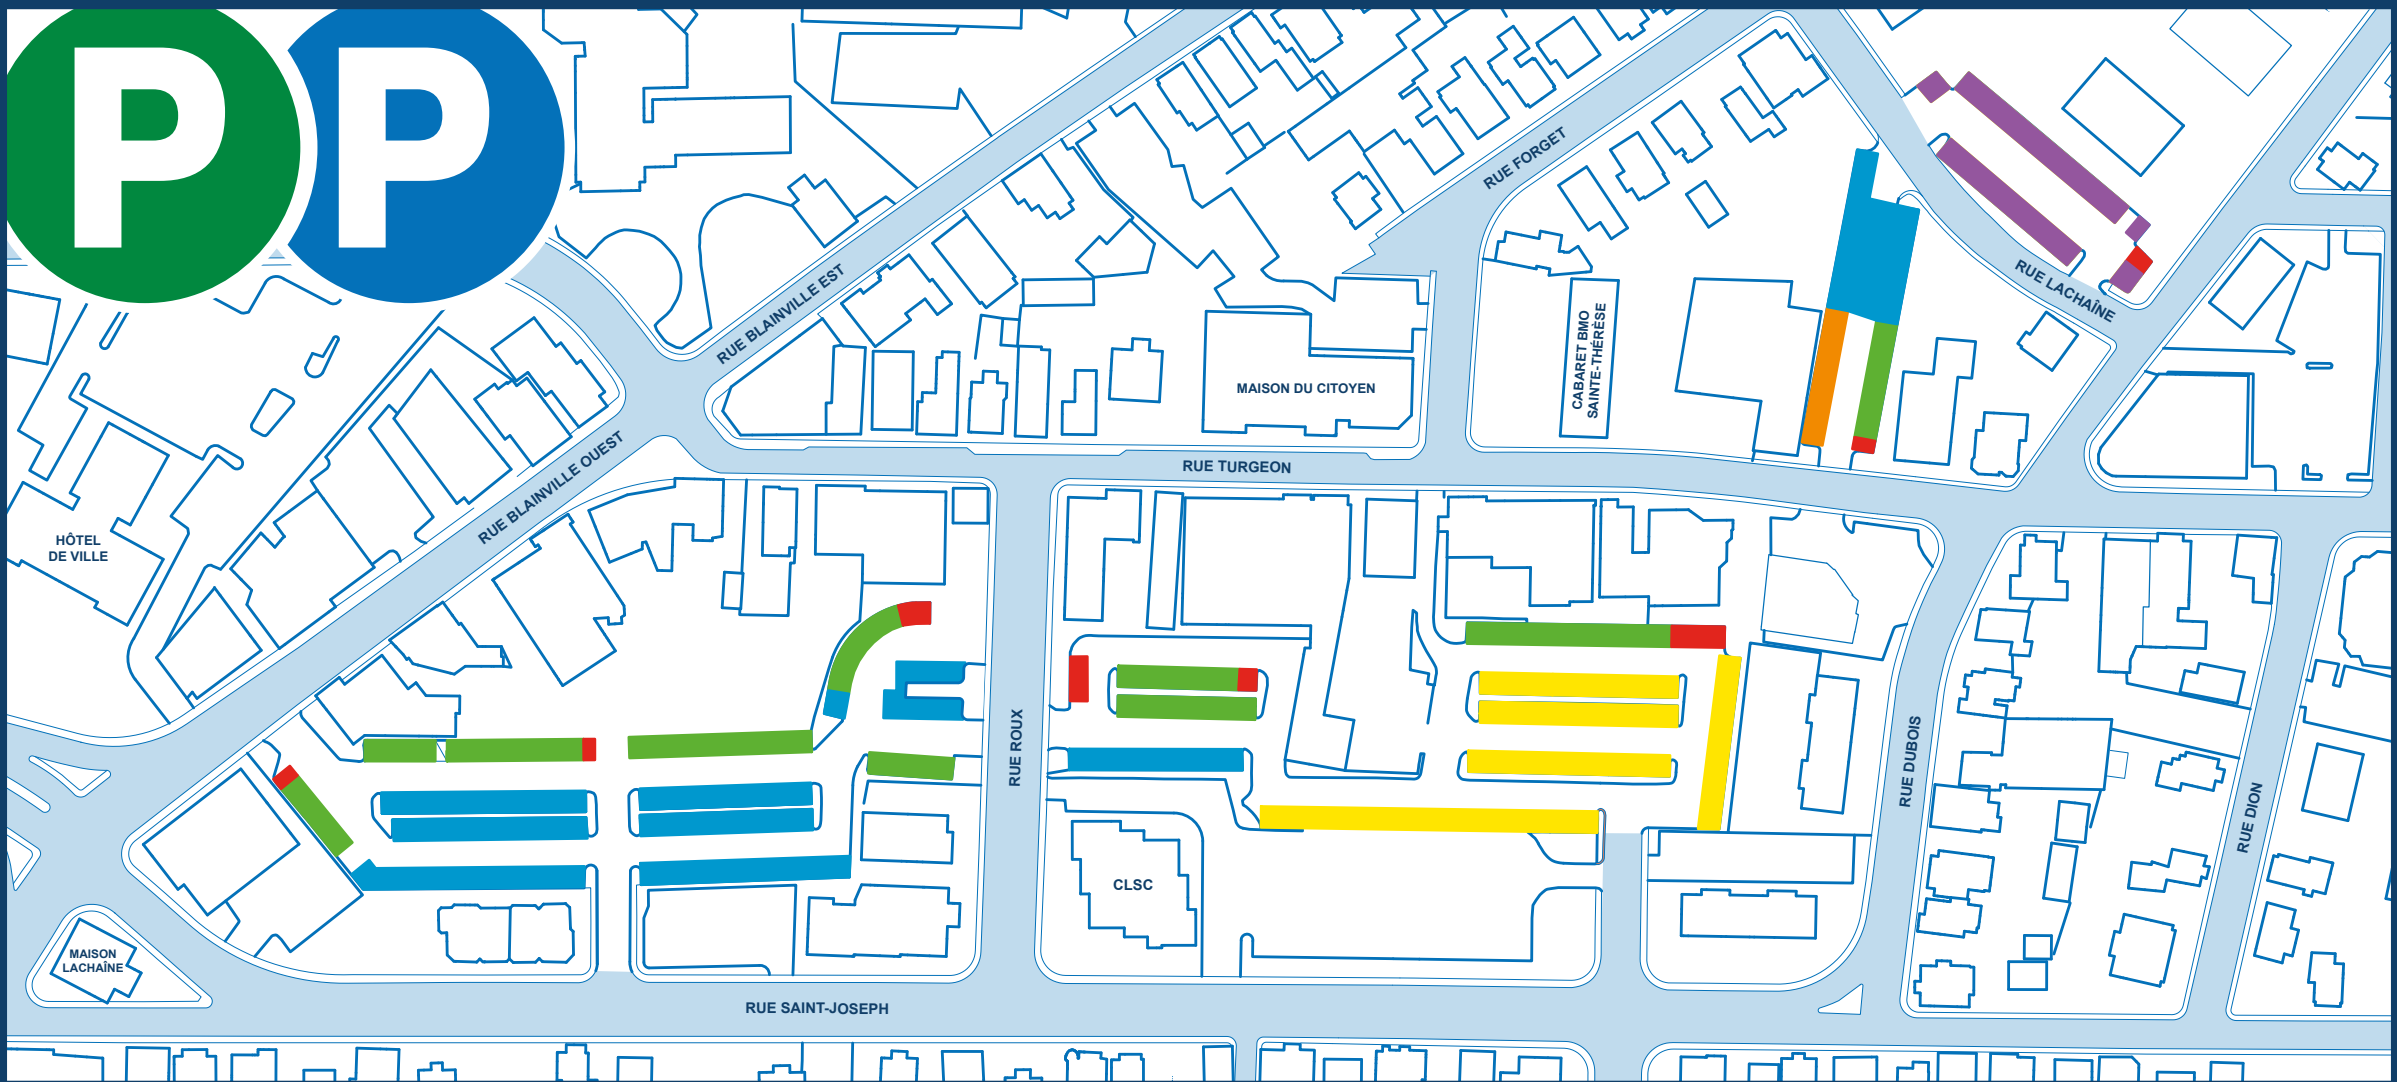 P P
RUE FORGET
RUE BLAINVILLE EST
RUE LACHAÎNE
CABARET BMO
SAINTE-THÉRÈSE
MAISON DU CITOYEN
RUE TURGEON
RUE BLAINVILLE OUEST
HÔTEL
DE VILLE
RUE ROUX
RUE DUBOIS
RUE DION
CLSC
MAISON
LACHAÎNE
RUE SAINT-JOSEPH